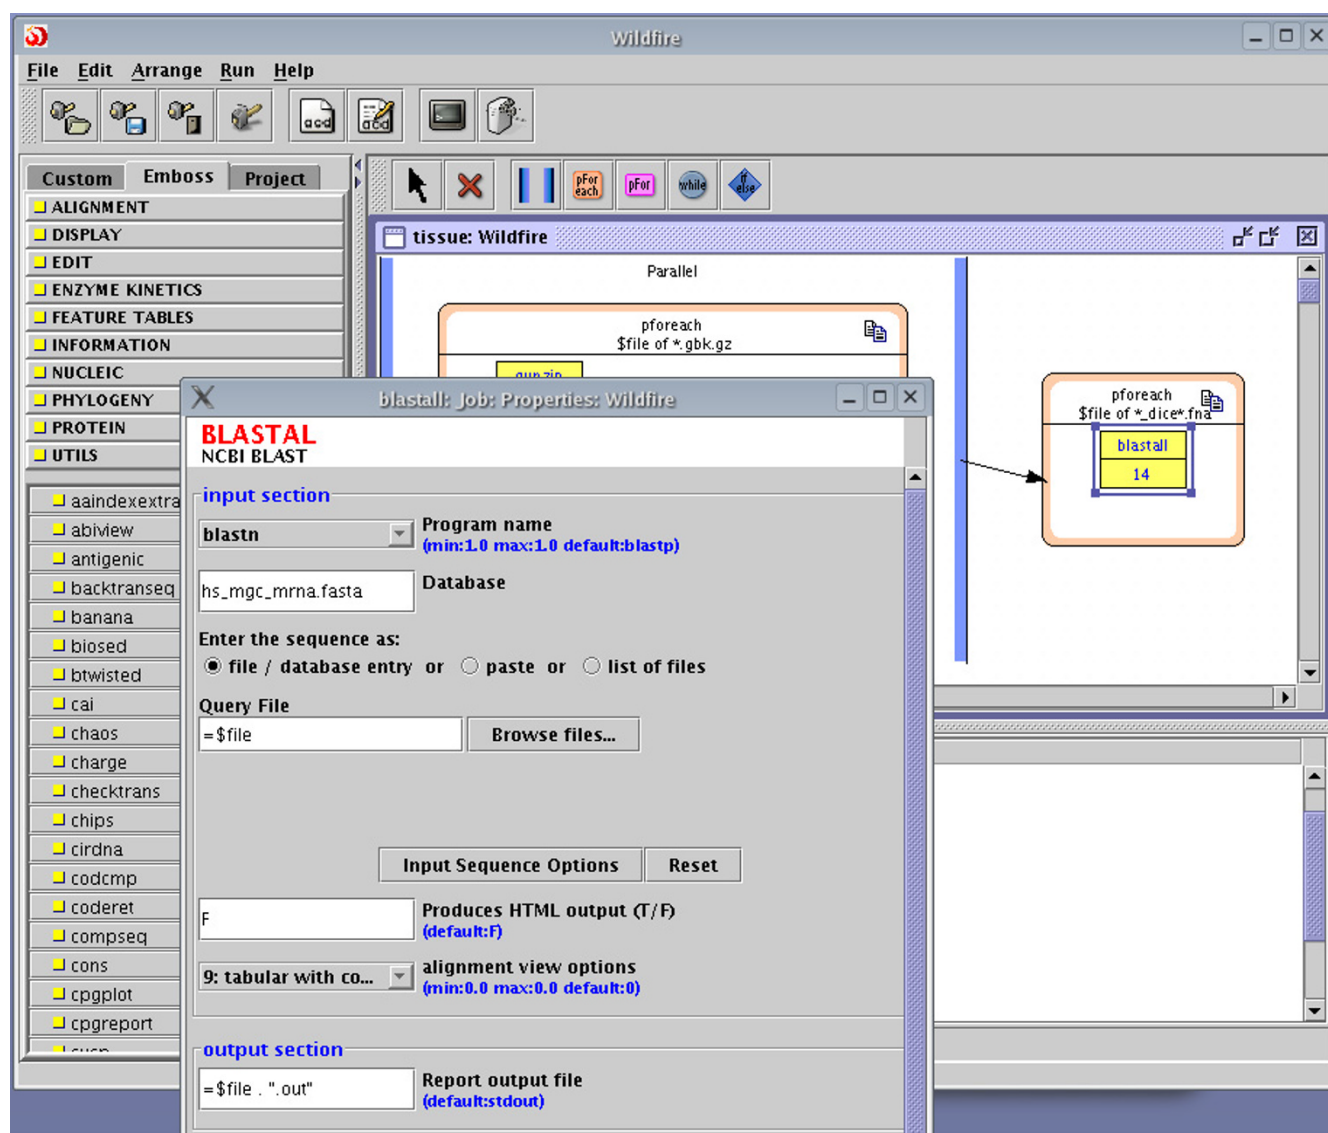 Wildfire
File Edit Arrange Run Help
acd acd
Custom Emboss Project
pFor each pFor while if else
ALIGNMENT
DISPLAY
EDIT
ENZYME KINETICS
FEATURE TABLES
INFORMATION
NUCLEIC
PHYLOGENY
PROTEIN
UTILS
aaindexextra
abiview
antigenic
backtranseq
banana
biosed
btwisted
cai
chaos
charge
checktrans
chips
cirdna
codcmp
coderet
compseq
cons
cpgplot
cpgreport
cusp
tissue: Wildfire
Parallel
pforeach
$file of *.gbk.gz
gunzip
pforeach
$file of *_dice*.fna
blastall
14
blastall: Job: Properties: Wildfire
BLASTAL
NCBI BLAST
input section
blastn
Program name
(min:1.0 max:1.0 default:blastp)
hs_mgc_mrna.fasta
Database
Enter the sequence as:
file / database entry or paste or list of files
Query File
=$file
Browse files...
Input Sequence Options Reset
F
Produces HTML output (T/F)
(default:F)
9: tabular with co...
alignment view options
(min:0.0 max:0.0 default:0)
output section
=$file . ".out"
Report output file
(default:stdout)